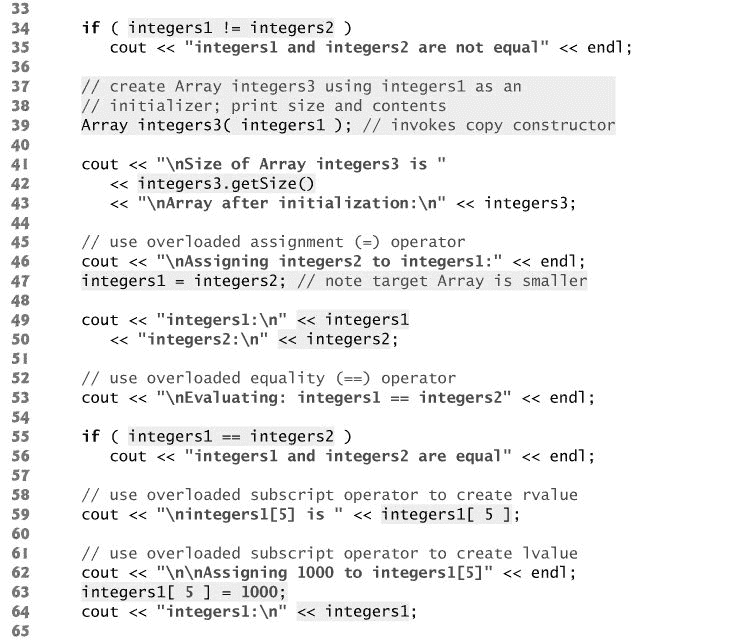 33
34 if ( integers1 != integers2 )
35 cout << "integers1 and integers2 are not equal" << endl;
36
37 // create Array integers3 using integers1 as an
38 // initializer; print size and contents
39 Array integers3( integers1 ); // invokes copy constructor
40
41 cout << "\nSize of Array integers3 is "
42 << integers3.getSize()
43 << "\nArray after initialization:\n" << integers3;
44
45 // use overloaded assignment (=) operator
46 cout << "\nAssigning integers2 to integers1:" << endl;
47 integers1 = integers2; // note target Array is smaller
48
49 cout << "integers1:\n" << integers1
50 << "integers2:\n" << integers2;
51
52 // use overloaded equality (==) operator
53 cout << "\nEvaluating: integers1 == integers2" << endl;
54
55 if ( integers1 == integers2 )
56 cout << "integers1 and integers2 are equal" << endl;
57
58 // use overloaded subscript operator to create rvalue
59 cout << "\nintegers1[5] is " << integers1[ 5 ];
60
61 // use overloaded subscript operator to create lvalue
62 cout << "\n\nAssigning 1000 to integers1[5]" << endl;
63 integers1[ 5 ] = 1000;
64 cout << "integers1:\n" << integers1;
65